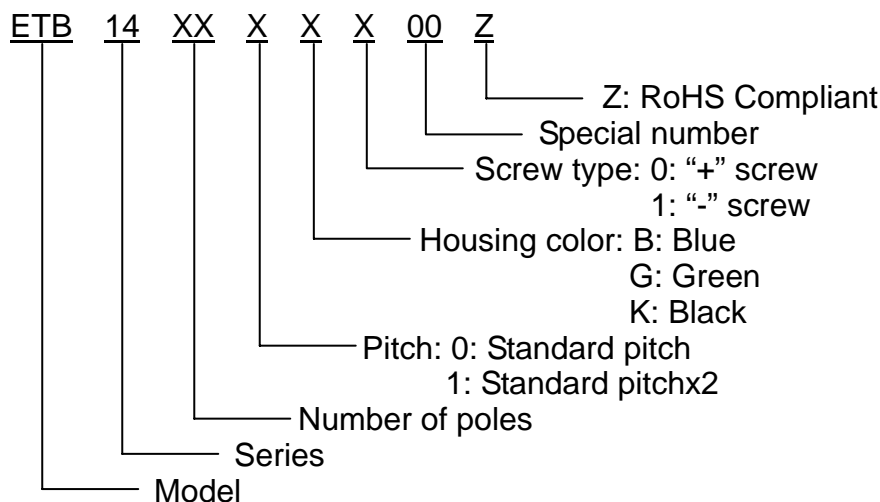 ETB 14 XX X X X 00 Z
Z: RoHS Compliant
Special number
Screw type: 0: “+” screw
1: “-” screw
Housing color: B: Blue
G: Green
K: Black
Pitch: 0: Standard pitch
1: Standard pitchx2
Number of poles
Series
Model